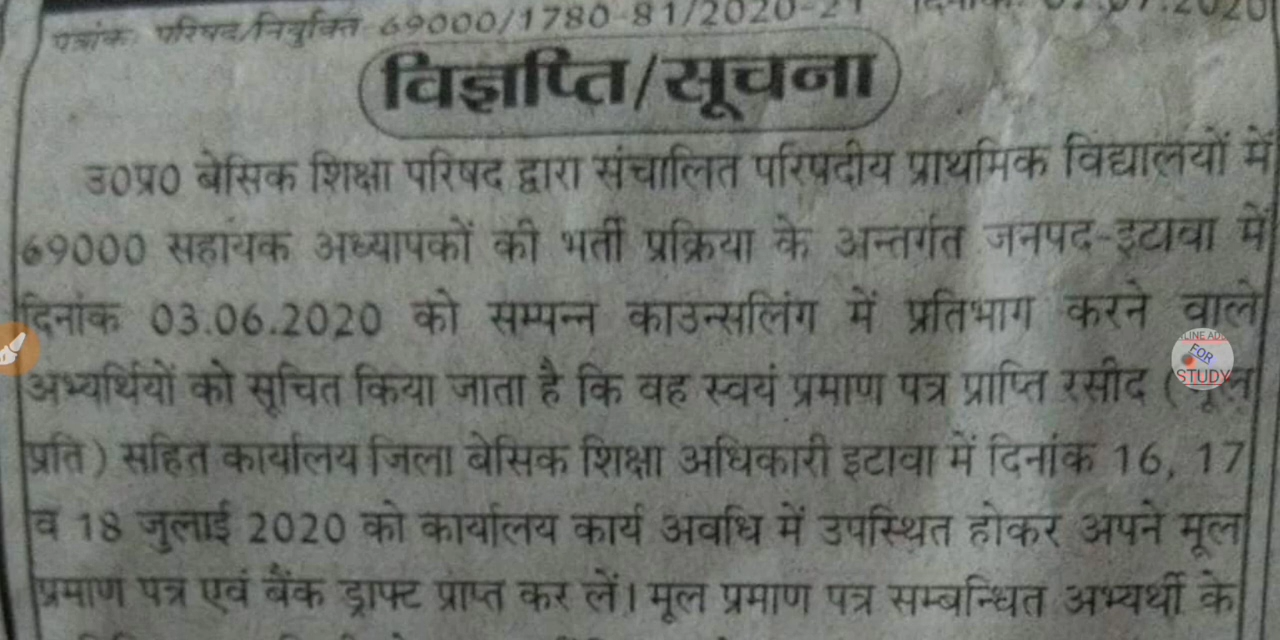 पत्रांक: परिषद/नियुक्ति 69000/1780-81/2020-21
विज्ञप्ति/सूचना
उ0प्र0 बेसिक शिक्षा परिषद द्वारा संचालित परिषदीय प्राथमिक विद्यालयों में
69000 सहायक अध्यापकों की भर्ती प्रक्रिया के अन्तर्गत जनपद-इटावा में
दिनांक 03.06.2020 को सम्पन्न काउन्सलिंग में प्रतिभाग करने वाले
अभ्यर्थियों को सूचित किया जाता है कि वह स्वयं प्रमाण पत्र प्राप्ति रसीद (मूल
प्रति) सहित कार्यालय जिला बेसिक शिक्षा अधिकारी इटावा में दिनांक 16, 17
व 18 जुलाई 2020 को कार्यालय कार्य अवधि में उपस्थित होकर अपने मूल
प्रमाण पत्र एवं बैंक ड्राफ्ट प्राप्त कर लें। मूल प्रमाण पत्र सम्बन्धित अभ्यर्थी के
FOR
STUDY